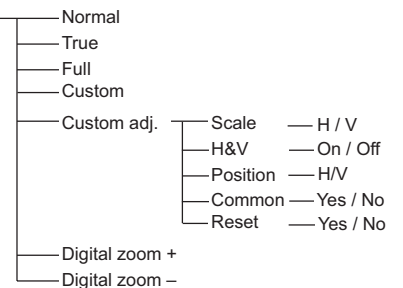 Normal
True
Full
Custom
Custom adj. Scale H / V
H&V On / Off
Position H/V
Common Yes / No
Reset Yes / No
Digital zoom +
Digital zoom –